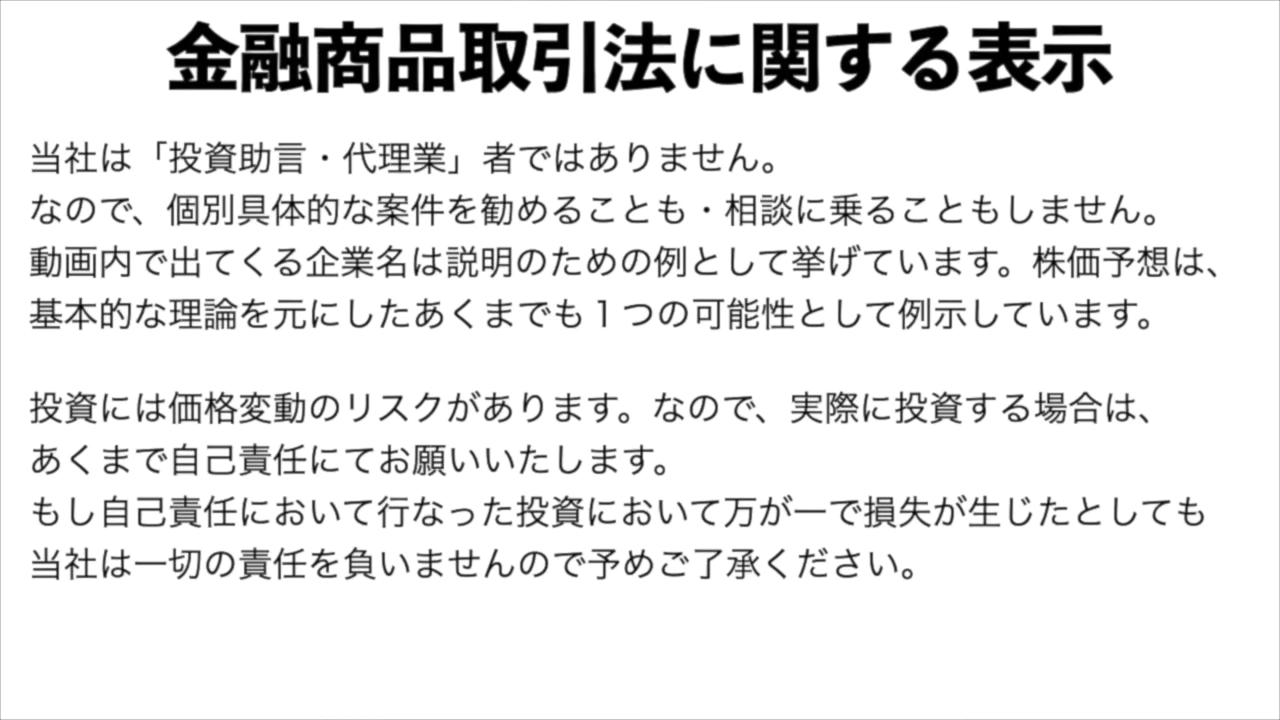 金融商品取引法に関する表示
当社は「投資助言・代理業」者ではありません。
なので、個別具体的な案件を勧めることも・相談に乗ることもしません。
動画内で出てくる企業名は説明のための例として挙げています。株価予想は、
基本的な理論を元にしたあくまでも１つの可能性として例示しています。
投資には価格変動のリスクがあります。なので、実際に投資する場合は、
あくまで自己責任にてお願いいたします。
もし自己責任において行なった投資において万が一で損失が生じたとしても
当社は一切の責任を負いませんので予めご了承ください。